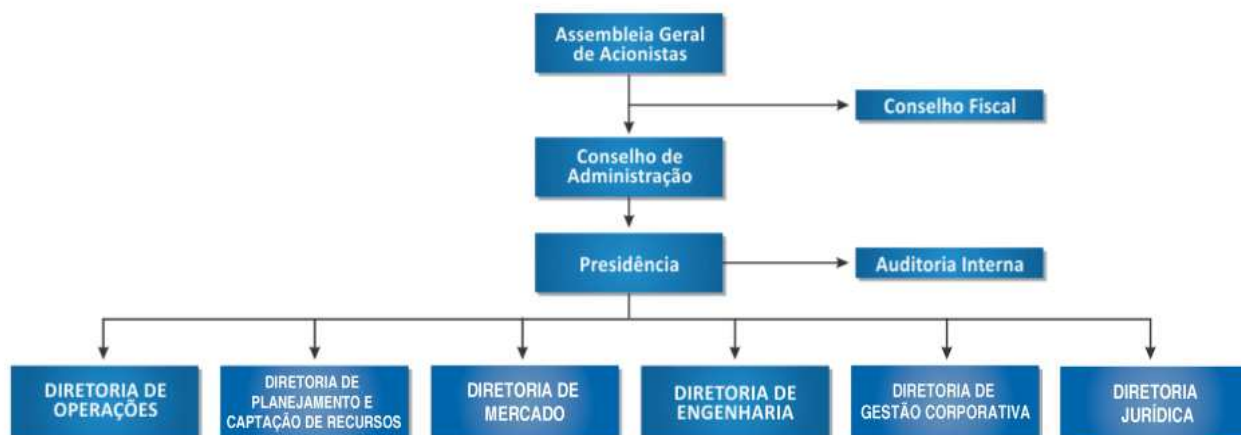 Assembleia Geral
de Acionistas
Conselho Fiscal
Conselho de
Administração
Presidência
Auditoria Interna
DIRETORIA DE
OPERAÇÕES
DIRETORIA DE
PLANEJAMENTO E
CAPTAÇÃO DE RECURSOS
DIRETORIA DE
MERCADO
DIRETORIA DE
ENGENHARIA
DIRETORIA DE
GESTÃO CORPORATIVA
DIRETORIA
JURÍDICA